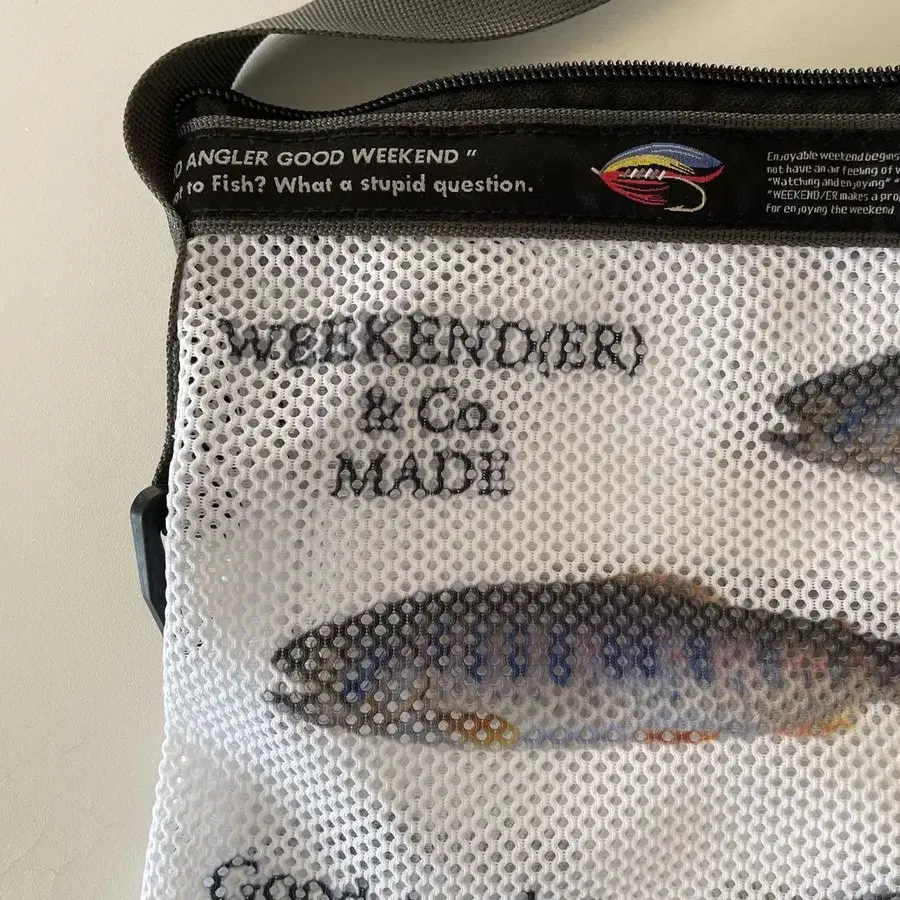 ANGLER GOOD WEEKEND "
to Fish? What a stupid question.
Enjoyable weekend begins
not have an air feeling of
"Watching and enjoying" "
"WEEKEND/ER makes a
for enjoying the weekend
WEEKEND(ER)
& Co.
MADE
Good